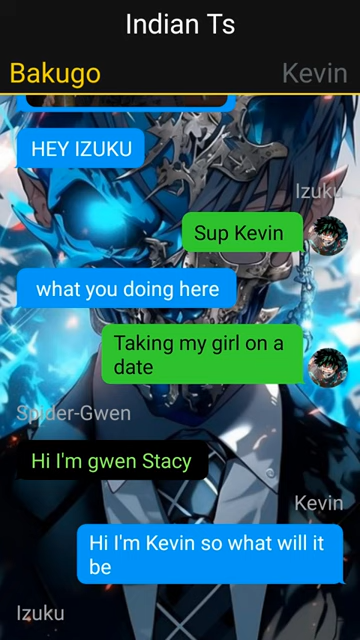 Indian Ts
Bakugo
Kevin
HEY IZUKU
Izuku
Sup Kevin
what you doing here
Taking my girl on a
date
Spider-Gwen
Hi I'm gwen Stacy
Kevin
Hi I'm Kevin so what will it
be
Izuku